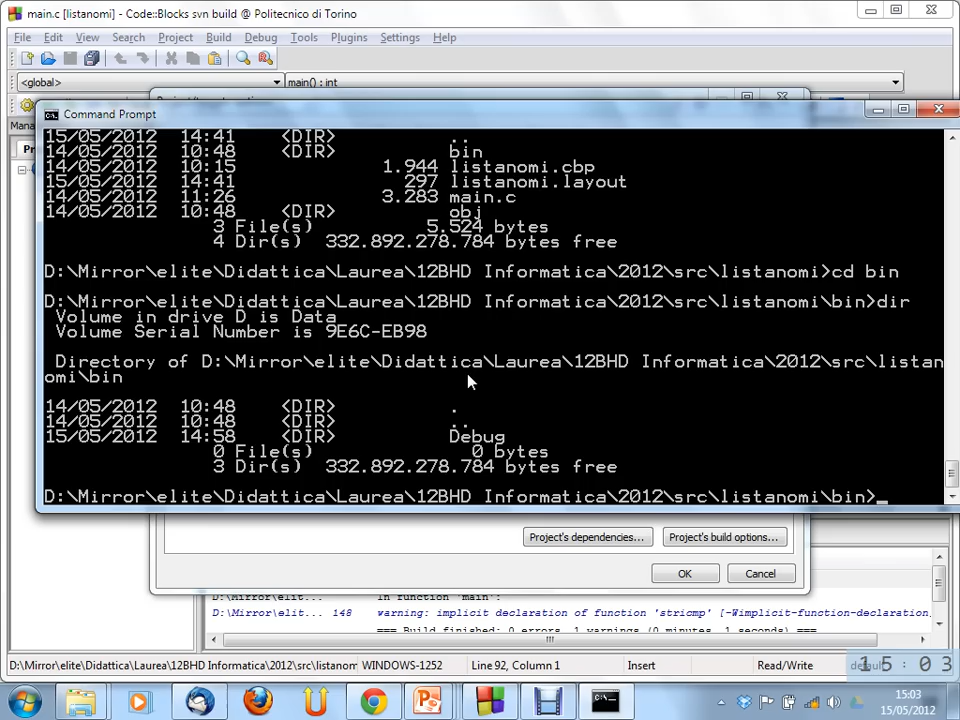 main.c [listanomi] - Code::Blocks svn build @ Politecnico di Torino
File Edit View Search Project Build Debug Tools Plugins Settings Help
<global> main() : int
Command Prompt
Mana
Pr
15/05/2012 14:41 <DIR> ..
14/05/2012 10:48 <DIR> bin
14/05/2012 10:15 1.944 listanomi.cbp
15/05/2012 14:41 297 listanomi.layout
14/05/2012 11:26 3.283 main.c
14/05/2012 10:48 <DIR> obj
3 File(s) 5.524 bytes
4 Dir(s) 332.892.278.784 bytes free
D:\Mirror\elite\Didattica\Laurea\12BHD Informatica\2012\src\listanomi>cd bin
D:\Mirror\elite\Didattica\Laurea\12BHD Informatica\2012\src\listanomi\bin>dir
Volume in drive D is Data
Volume Serial Number is 9E6C-EB98
Directory of D:\Mirror\elite\Didattica\Laurea\12BHD Informatica\2012\src\listan
omi\bin
14/05/2012 10:48 <DIR> .
14/05/2012 10:48 <DIR> ..
15/05/2012 14:58 <DIR> Debug
0 File(s) 0 bytes
3 Dir(s) 332.892.278.784 bytes free
D:\Mirror\elite\Didattica\Laurea\12BHD Informatica\2012\src\listanomi\bin>_
Project's dependencies... Project's build options...
OK Cancel
D:\Mirror\elit... In function 'main':
D:\Mirror\elit... 148 warning: implicit declaration of function 'stricmp' [-Wimplicit-function-declaration,
=== Build finished: 0 errors, 1 warnings (0 minutes, 1 seconds) ===
D:\Mirror\elite\Didattica\Laurea\12BHD Informatica\2012\src\listanom WINDOWS-1252 Line 92, Column 1 Insert Read/Write default
15:03
15:03
15/05/2012